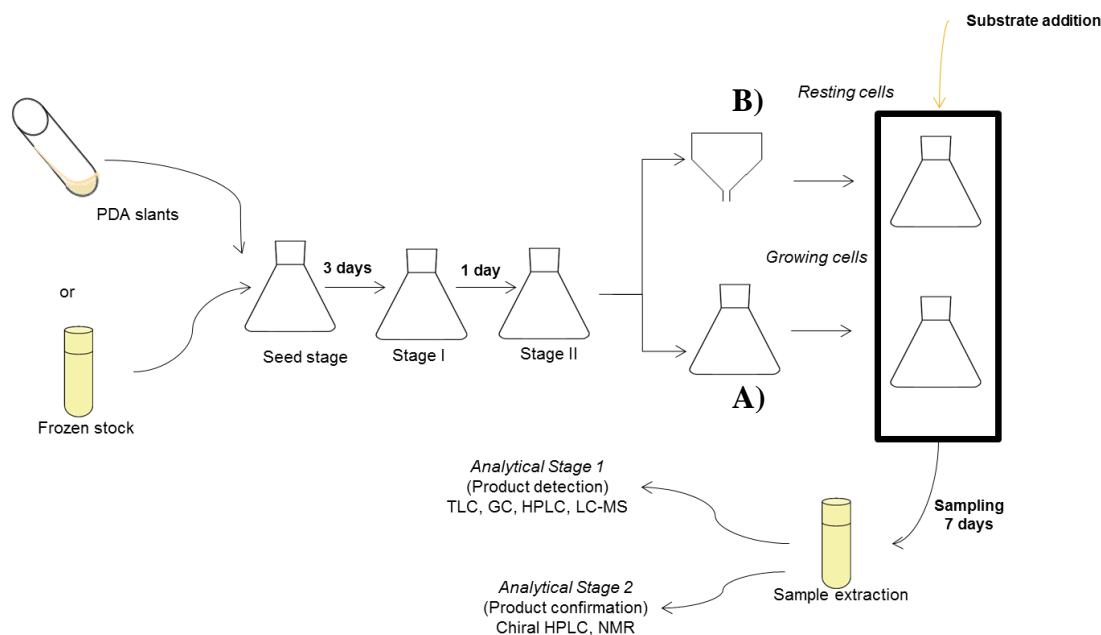 Substrate addition
B)
Resting cells
PDA slants
Growing cells
or
3 days
1 day
Seed stage
Stage I
Stage II
A)
Frozen stock
Analytical Stage 1
(Product detection)
TLC, GC, HPLC, LC-MS
Sampling
7 days
Analytical Stage 2
(Product confirmation)
Chiral HPLC, NMR
Sample extraction